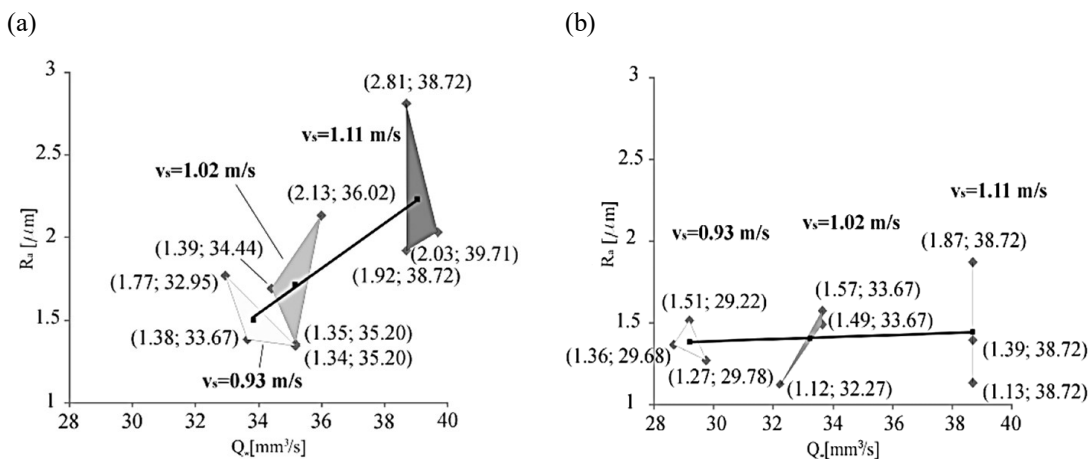 (a)
(b)
3
2.5
2
1.5
1
Rₐ [μm]
(2.81; 38.72)
vₛ=1.11 m/s
vₛ=1.02 m/s
(2.13; 36.02)
(1.39; 34.44)
(1.77; 32.95)
(2.03; 39.71)
(1.92; 38.72)
(1.38; 33.67)
(1.35; 35.20)
(1.34; 35.20)
vₛ=0.93 m/s
28 30 32 34 36 38 40
[mm³/s]
3
2.5
2
1.5
1
Rₐ [μm]
vₛ=1.11 m/s
vₛ=0.93 m/s
vₛ=1.02 m/s
(1.87; 38.72)
(1.51; 29.22)
(1.57; 33.67)
(1.49; 33.67)
(1.36; 29.68)
(1.27; 29.78)
(1.12; 32.27)
(1.39; 38.72)
(1.13; 38.72)
28 30 32 34 36 38 40
[mm³/s]